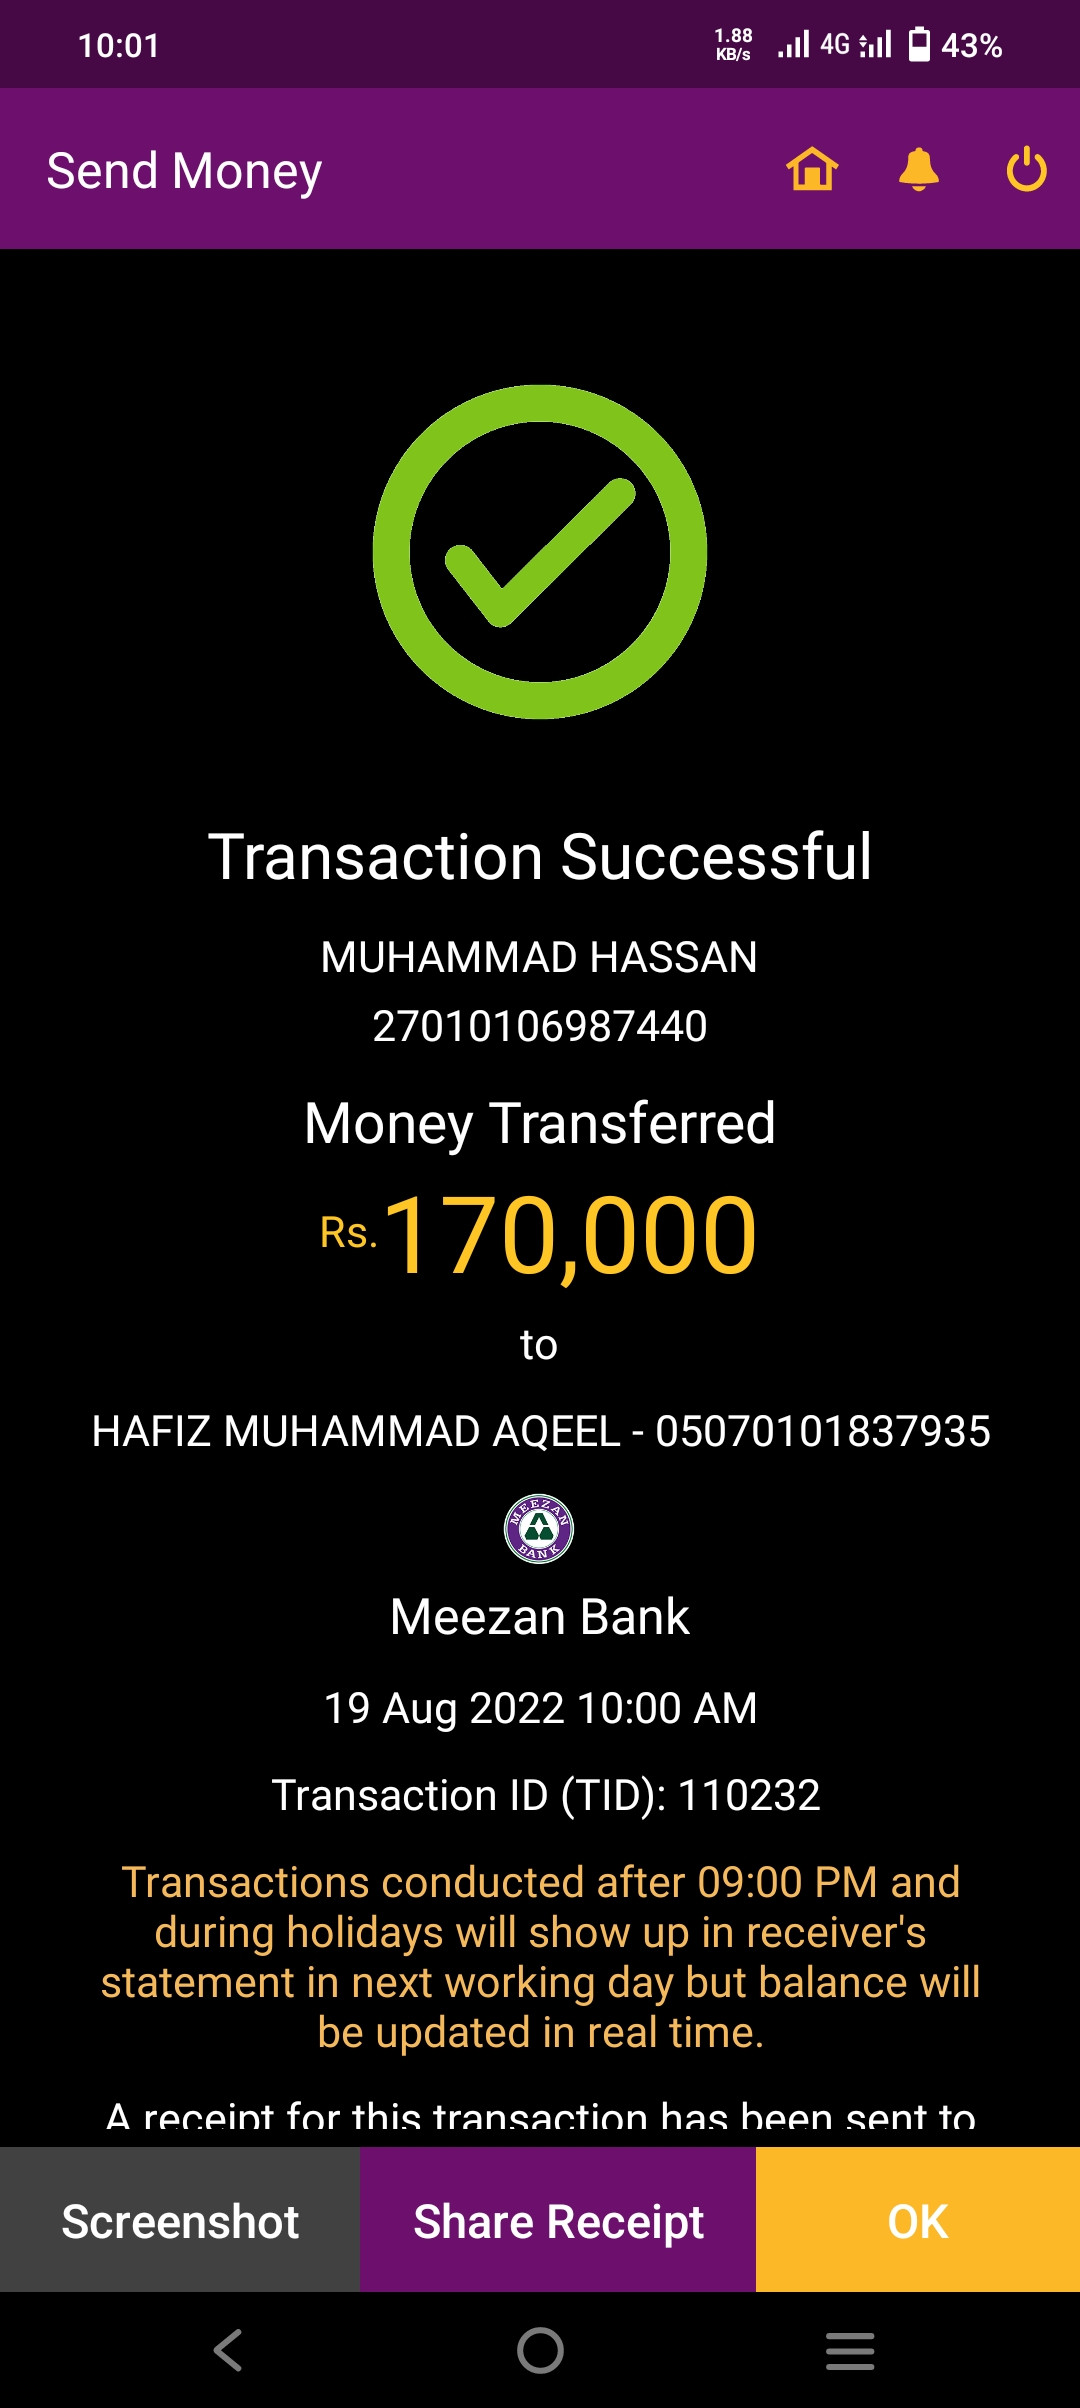 10:01
1.88
KB/s
4G
43%
Send Money
Transaction Successful
MUHAMMAD HASSAN
27010106987440
Money Transferred
Rs.170,000
to
HAFIZ MUHAMMAD AQEEL - 05070101837935
MEEZAN
BANK
Meezan Bank
19 Aug 2022 10:00 AM
Transaction ID (TID): 110232
Transactions conducted after 09:00 PM and
during holidays will show up in receiver's
statement in next working day but balance will
be updated in real time.
A receipt for this transaction has been sent to
Screenshot
Share Receipt
OK